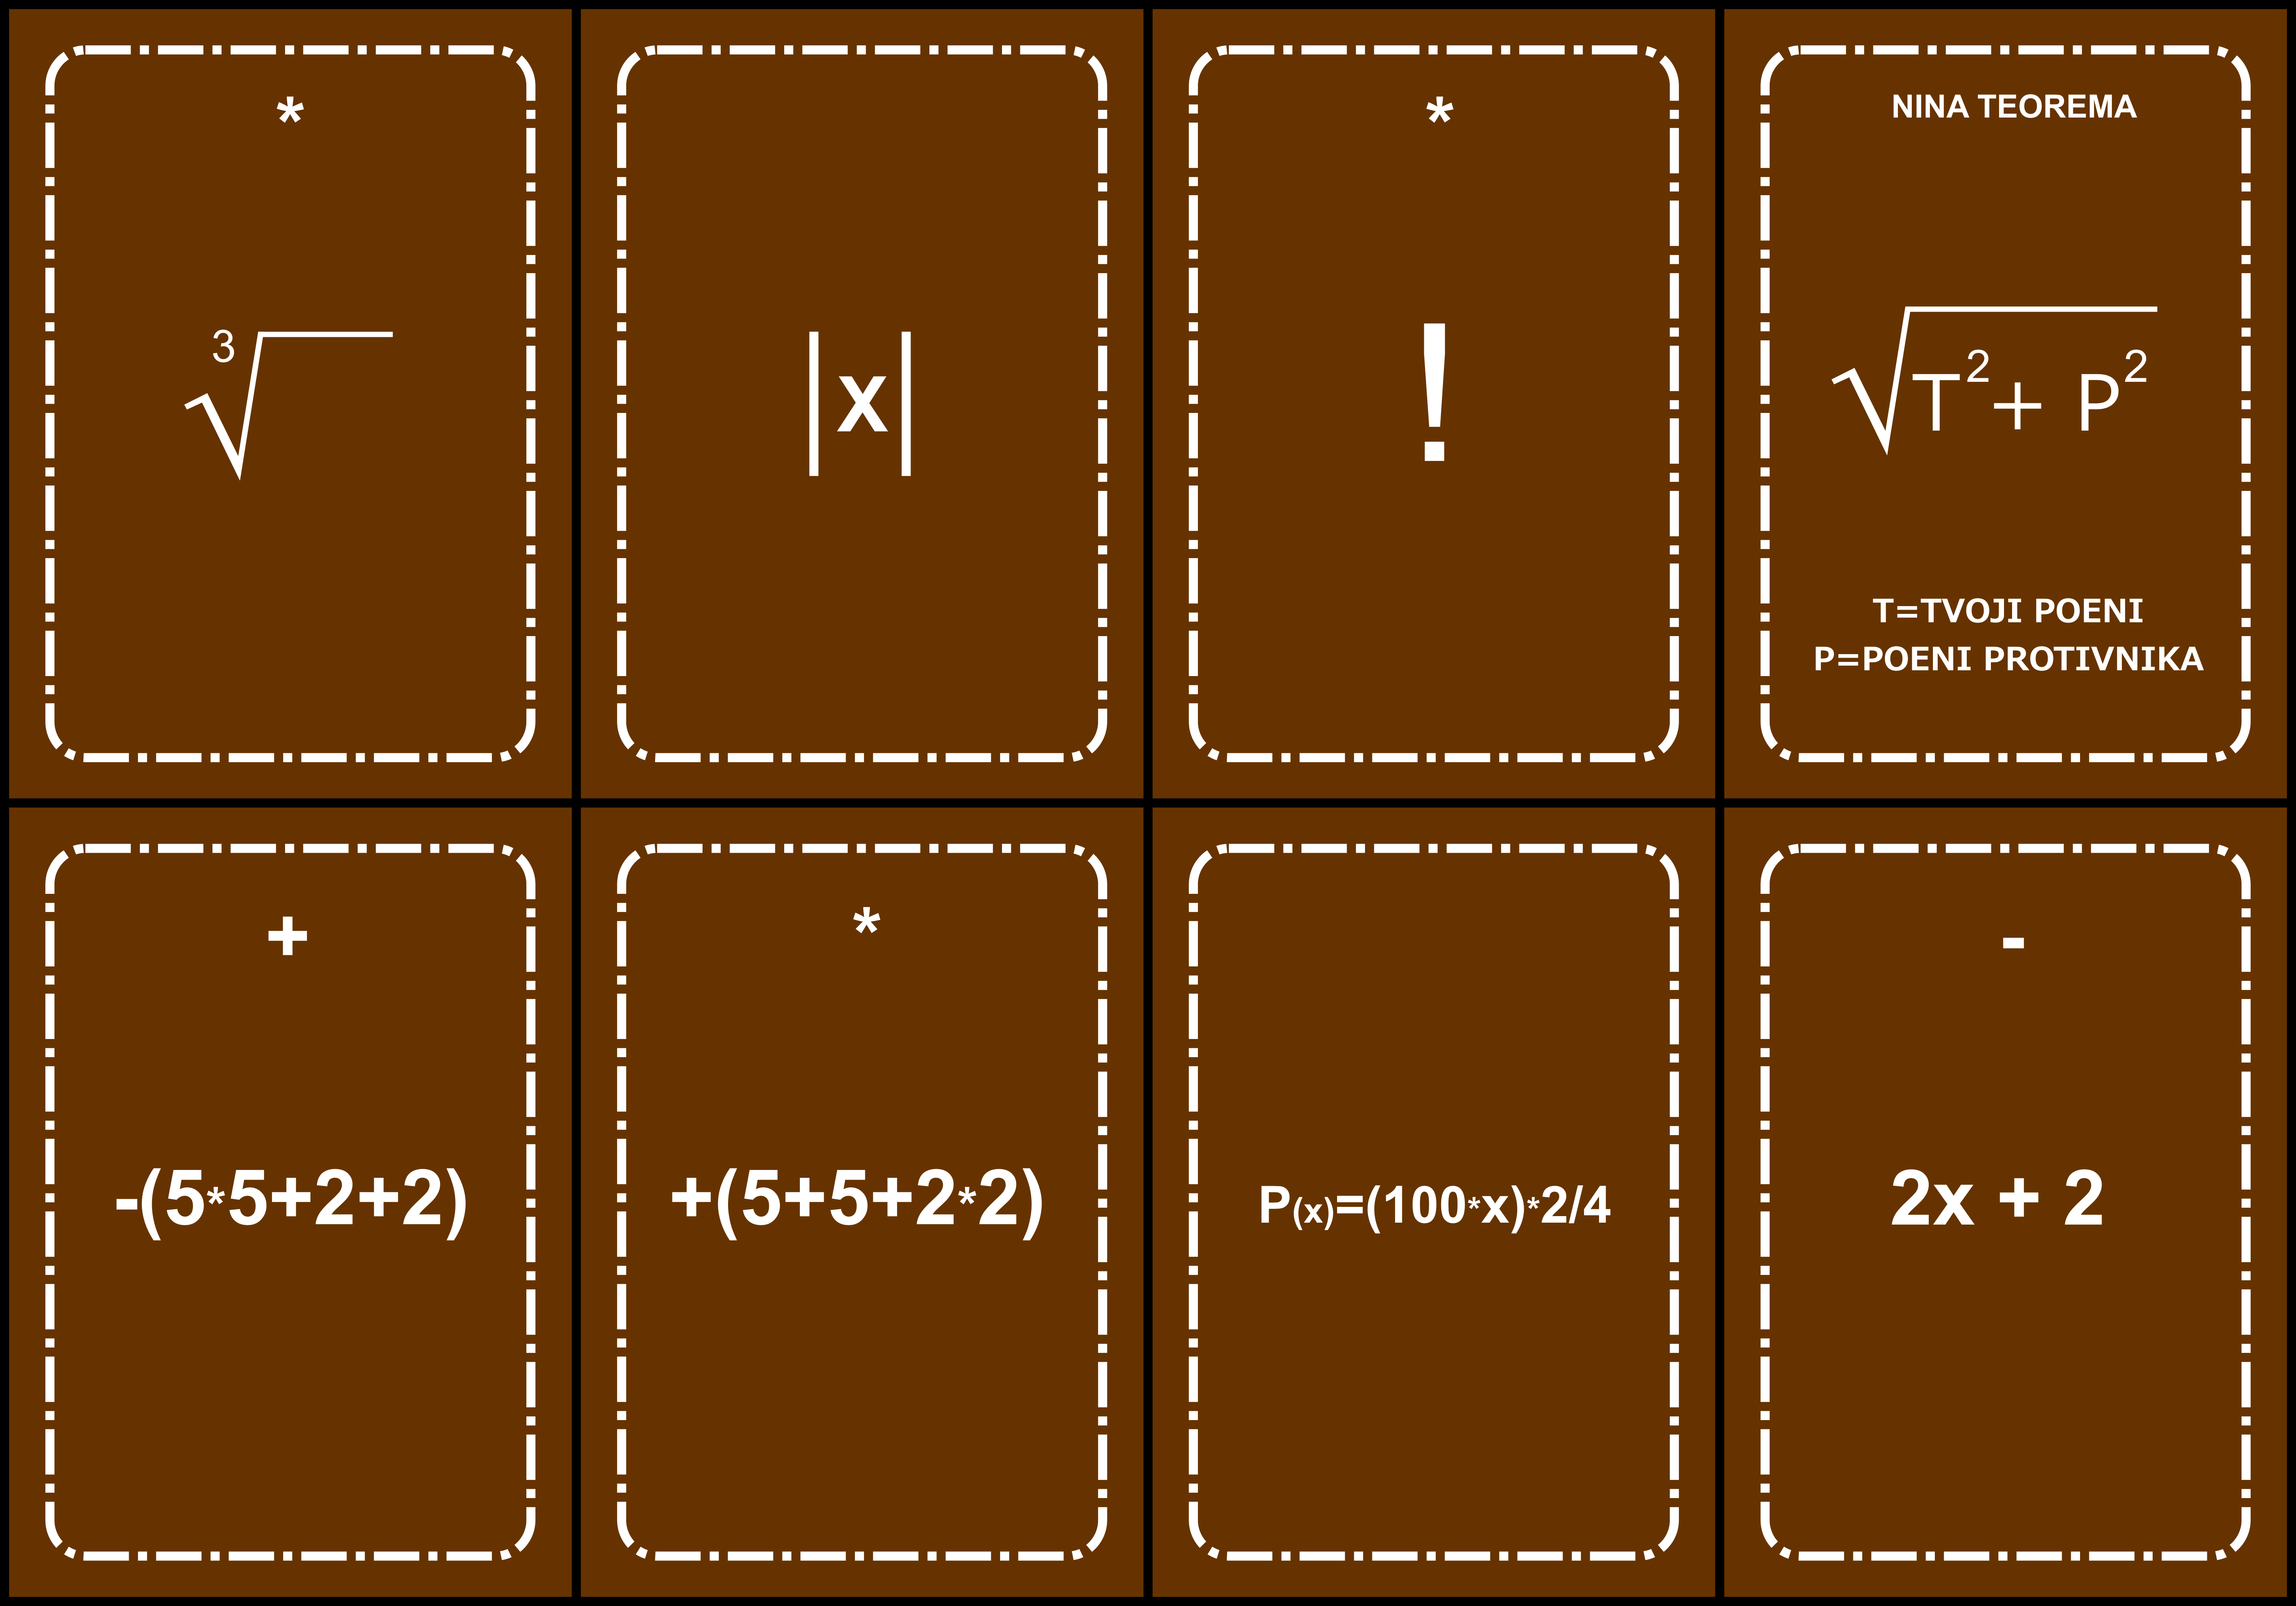 *
³√
|x|
*
!
NINA TEOREMA
√T²+ P²
T=TVOJI POENI
P=POENI PROTIVNIKA
+
-(5*5+2+2)
*
+(5+5+2*2)
P(x)=(100*x)*2/4
-
2x + 2